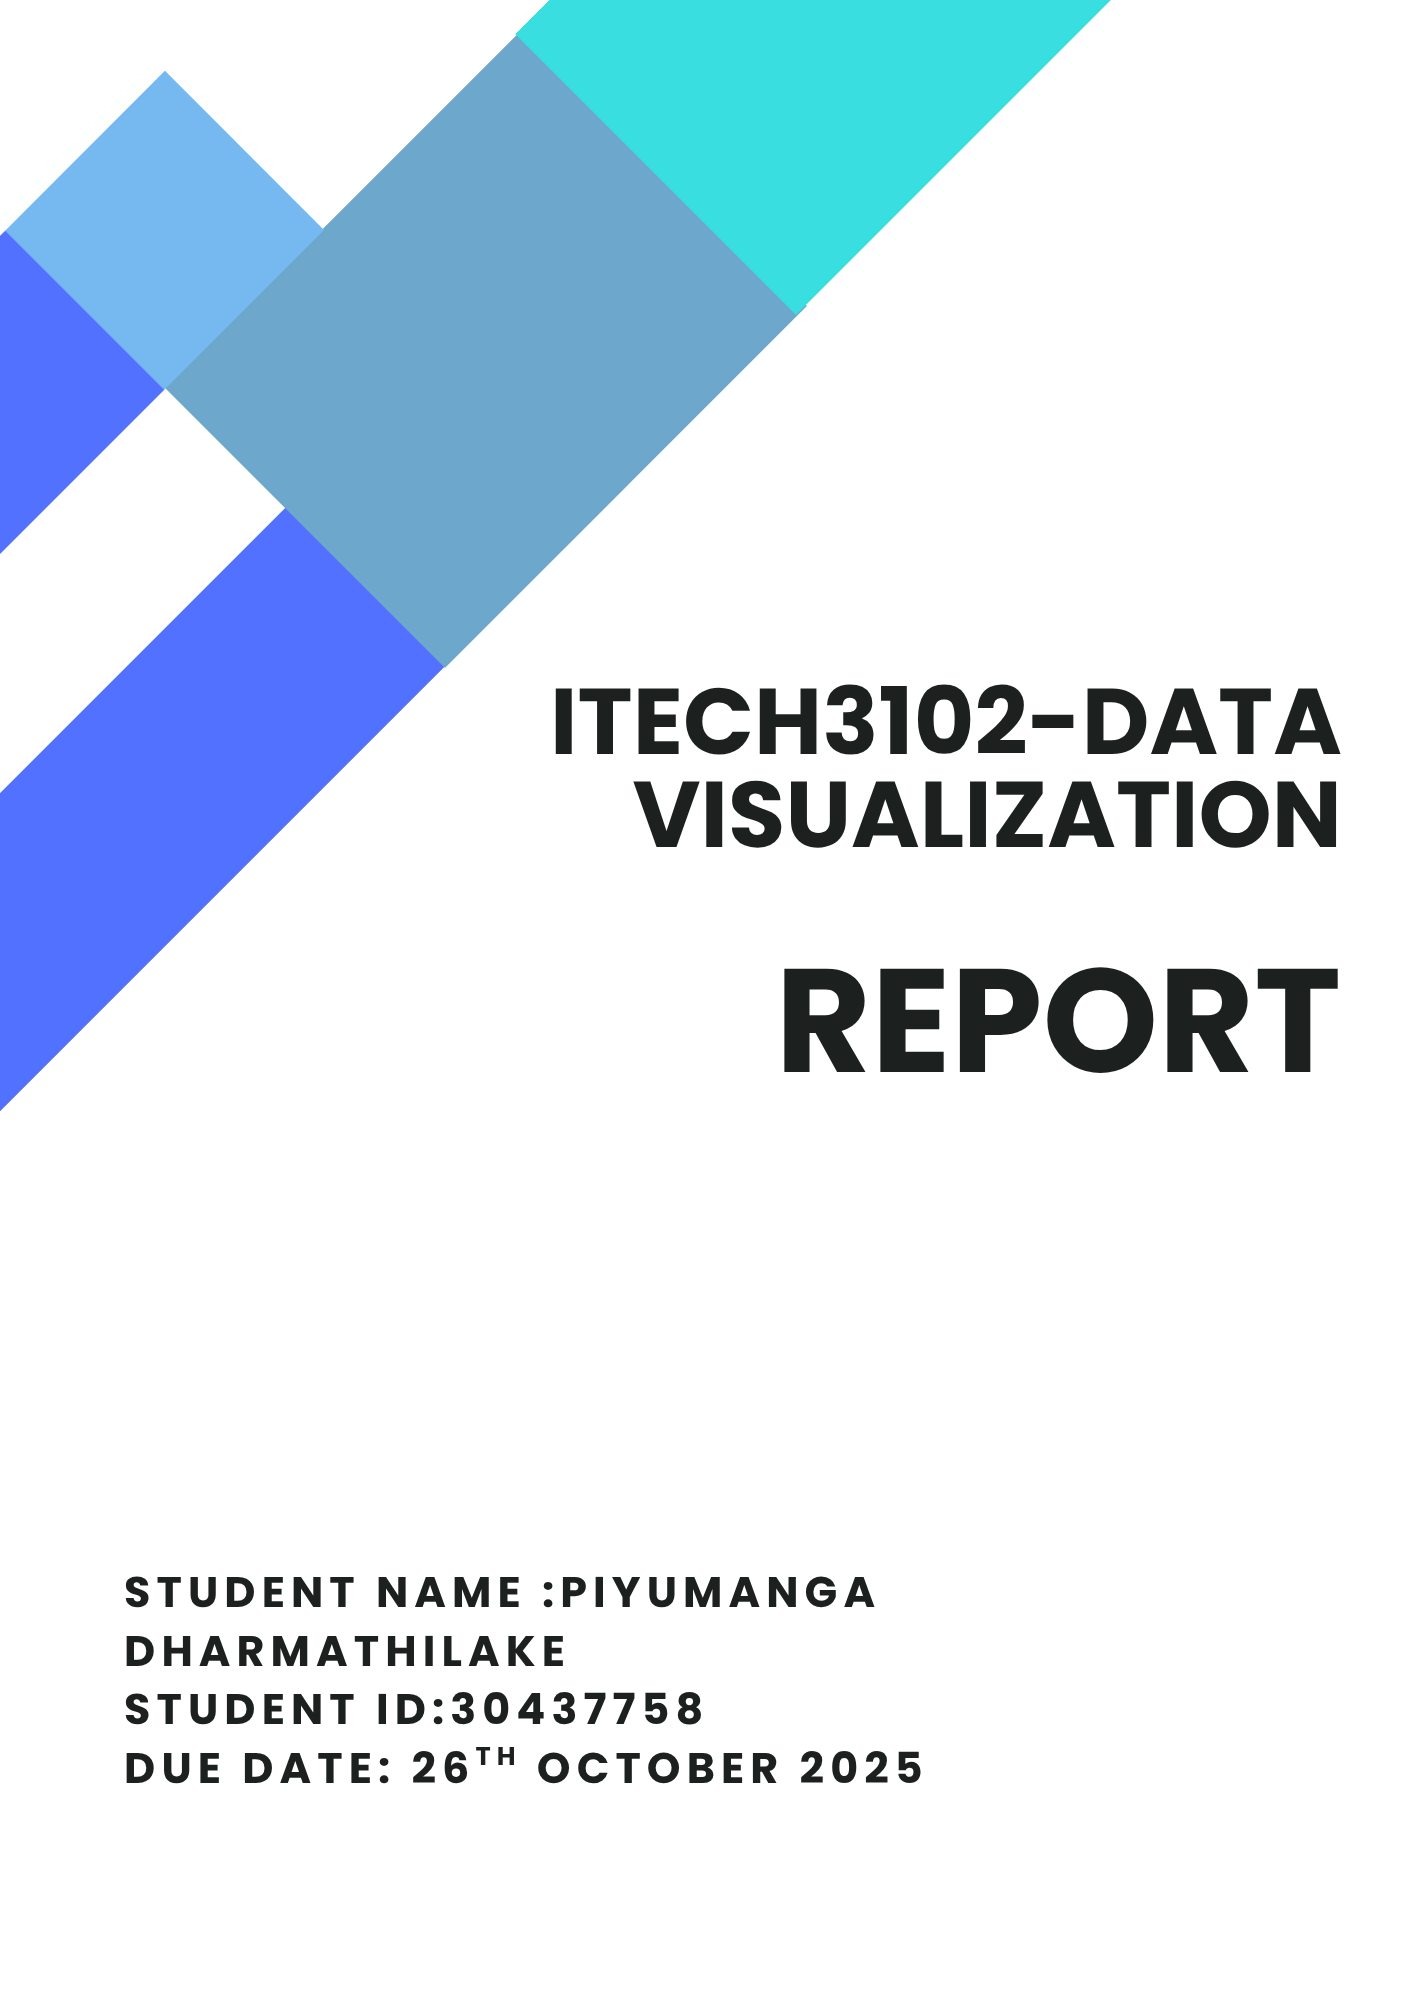 ITECH3102-DATA
VISUALIZATION
REPORT
STUDENT NAME :PIYUMANGA
DHARMATHILAKE
STUDENT ID:30437758
DUE DATE: 26TH OCTOBER 2025